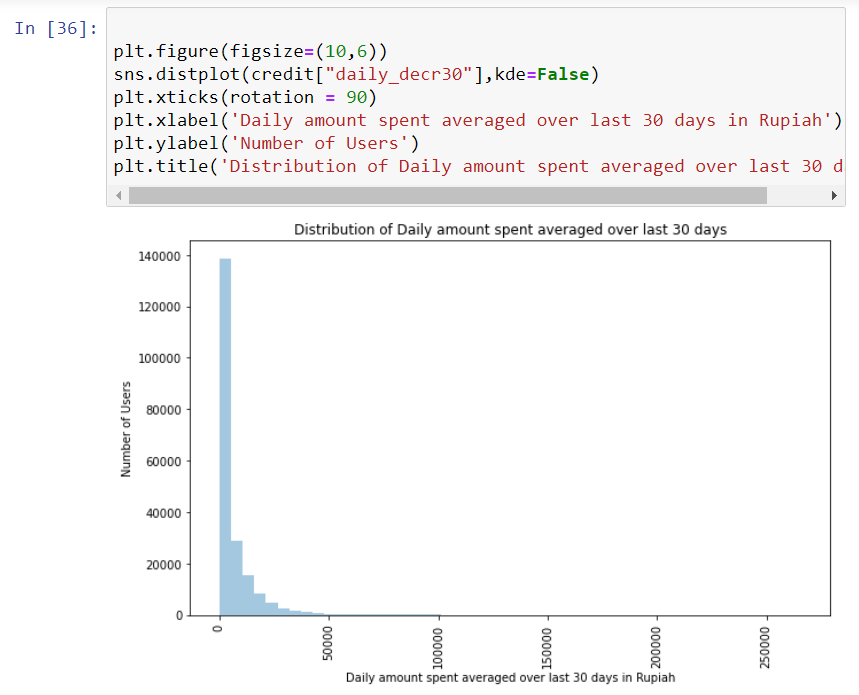 In [36]:
plt.figure(figsize=(10,6))
sns.distplot(credit["daily_decr30"],kde=False)
plt.xticks(rotation = 90)
plt.xlabel('Daily amount spent averaged over last 30 days in Rupiah')
plt.ylabel('Number of Users')
plt.title('Distribution of Daily amount spent averaged over last 30 d
Distribution of Daily amount spent averaged over last 30 days
140000
120000
100000
80000
60000
40000
20000
0
Number of Users
0
50000
100000
150000
200000
250000
Daily amount spent averaged over last 30 days in Rupiah